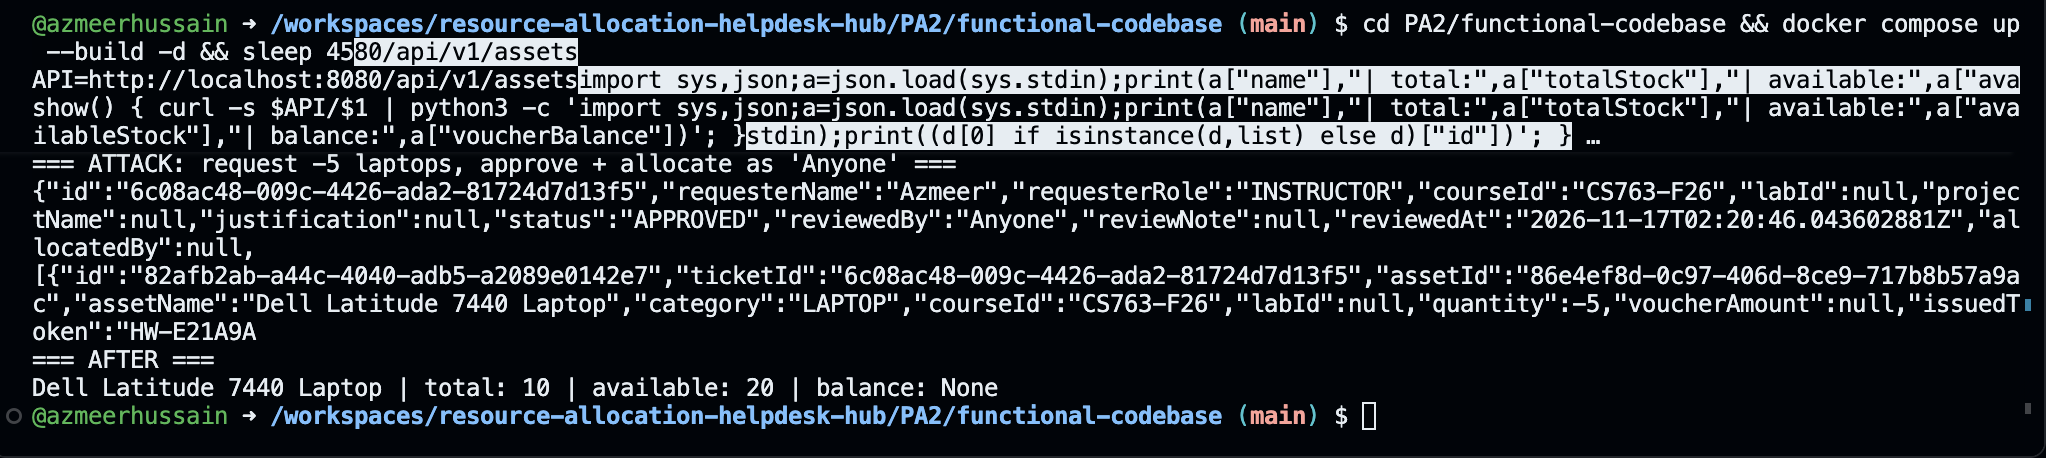 @azmeerhussain → /workspaces/resource-allocation-helpdesk-hub/PA2/functional-codebase (main) $ cd PA2/functional-codebase && docker compose up
 --build -d && sleep 4580/api/v1/assets
API=http://localhost:8080/api/v1/assetsimport sys,json;a=json.load(sys.stdin);print(a["name"],"| total:",a["totalStock"],"| available:",a["ava
show() { curl -s $API/$1 | python3 -c 'import sys,json;a=json.load(sys.stdin);print(a["name"],"| total:",a["totalStock"],"| available:",a["ava
ilableStock"],"| balance:",a["voucherBalance"])'; }stdin);print((d[0] if isinstance(d,list) else d)["id"])'; } …
=== ATTACK: request -5 laptops, approve + allocate as 'Anyone' ===
{"id":"6c08ac48-009c-4426-ada2-81724d7d13f5","requesterName":"Azmeer","requesterRole":"INSTRUCTOR","courseId":"CS763-F26","labId":null,"projec
tName":null,"justification":null,"status":"APPROVED","reviewedBy":"Anyone","reviewNote":null,"reviewedAt":"2026-11-17T02:20:46.043602881Z","al
locatedBy":null,
[{"id":"82afb2ab-a44c-4040-adb5-a2089e0142e7","ticketId":"6c08ac48-009c-4426-ada2-81724d7d13f5","assetId":"86e4ef8d-0c97-406d-8ce9-717b8b57a9a
c","assetName":"Dell Latitude 7440 Laptop","category":"LAPTOP","courseId":"CS763-F26","labId":null,"quantity":-5,"voucherAmount":null,"issuedT
oken":"HW-E21A9A
=== AFTER ===
Dell Latitude 7440 Laptop | total: 10 | available: 20 | balance: None
@azmeerhussain → /workspaces/resource-allocation-helpdesk-hub/PA2/functional-codebase (main) $